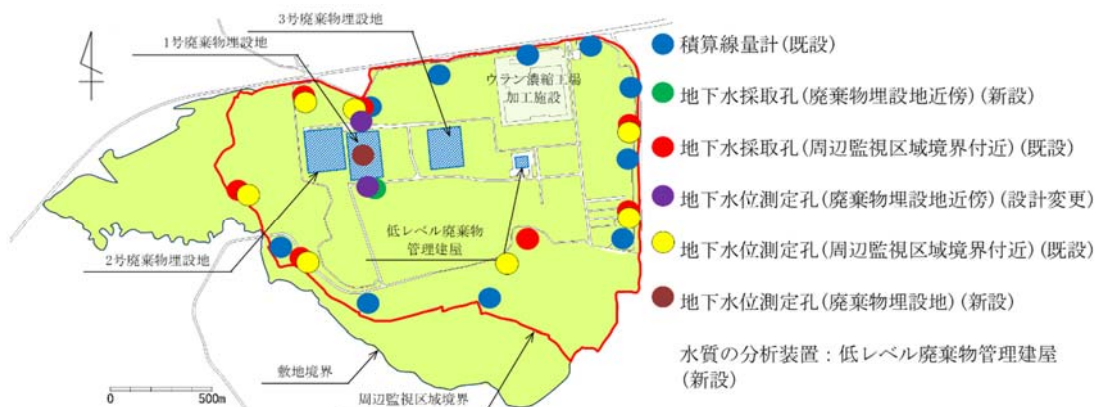 3号廃棄物埋設地
1号廃棄物埋設地
ウラン濃縮工場
加工施設
低レベル廃棄物
管理建屋
2号廃棄物埋設地
敷地境界
周辺監視区域境界
0
500m
積算線量計(既設)
地下水採取孔(廃棄物埋設地近傍)(新設)
地下水採取孔(周辺監視区域境界付近)(既設)
地下水位測定孔(廃棄物埋設地近傍)(設計変更)
地下水位測定孔(周辺監視区域境界付近)(既設)
地下水位測定孔(廃棄物埋設地)(新設)
水質の分析装置：低レベル廃棄物管理建屋
(新設)